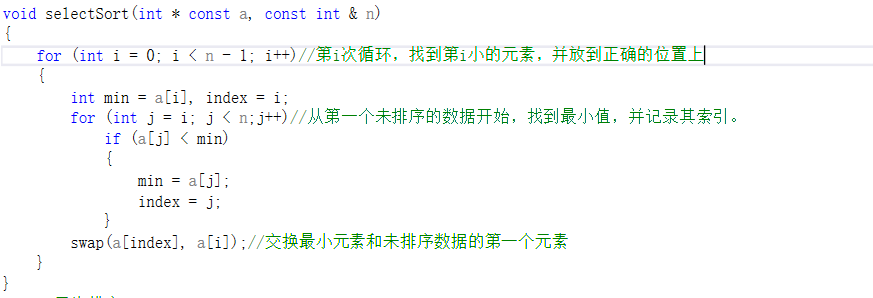 void selectSort(int * const a, const int & n)
{
    for (int i = 0; i < n - 1; i++)//第i次循环，找到第i小的元素，并放到正确的位置上
    {
        int min = a[i], index = i;
        for (int j = i; j < n;j++)//从第一个未排序的数据开始，找到最小值，并记录其索引。
            if (a[j] < min)
            {
                min = a[j];
                index = j;
            }
        swap(a[index], a[i]);//交换最小元素和未排序数据的第一个元素
    }
}